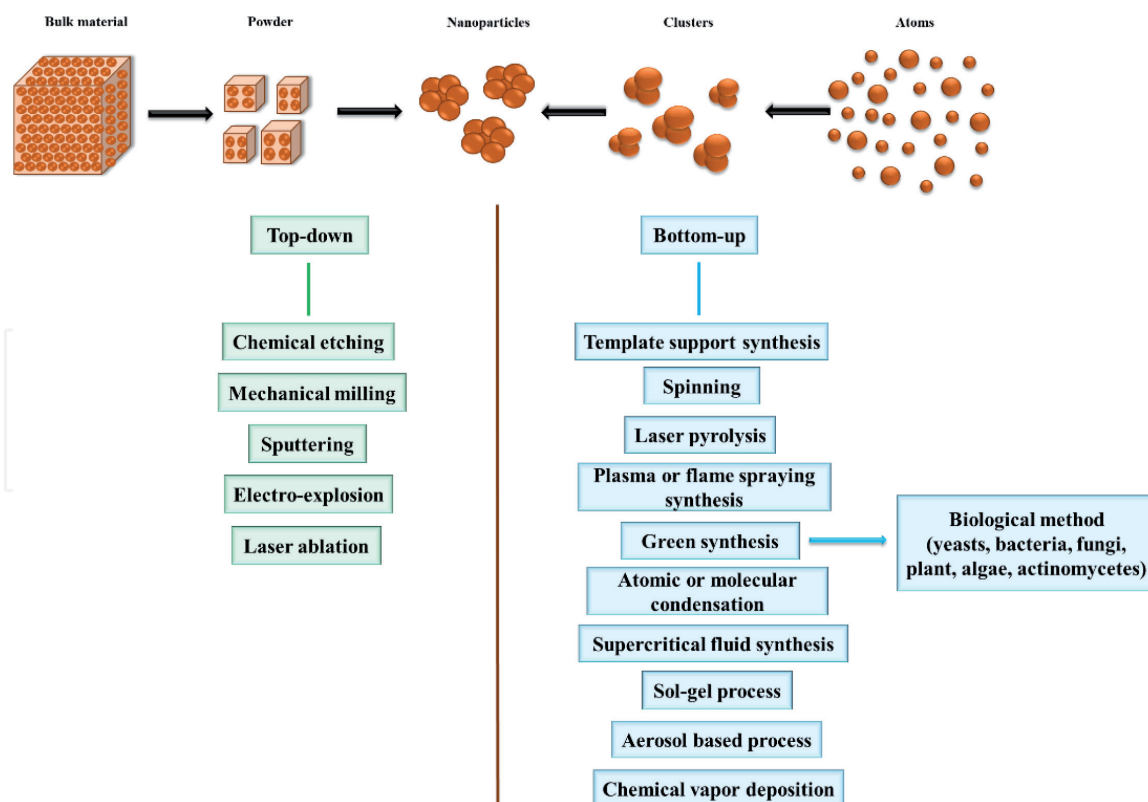 Bulk material
Powder
Nanoparticles
Clusters
Atoms
Top-down
Chemical etching
Mechanical milling
Sputtering
Electro-explosion
Laser ablation
Bottom-up
Template support synthesis
Spinning
Laser pyrolysis
Plasma or flame spraying
synthesis
Green synthesis
Biological method
(yeasts, bacteria, fungi,
plant, algae, actinomycetes)
Atomic or molecular
condensation
Supercritical fluid synthesis
Sol-gel process
Aerosol based process
Chemical vapor deposition